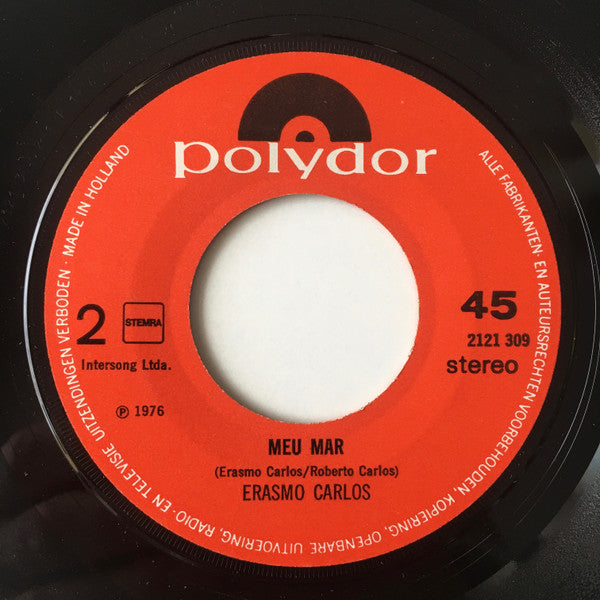 polydor
ALLE FABRIKANTEN- EN AUTEURSRECHTEN VOORBEHOUDEN, KOPIERING, OPENBARE UITVOERING, RADIO- EN TELEVISIE UITZENDINGEN VERBODEN · MADE IN HOLLAND
2
STEMRA
Intersong Ltda.
℗ 1976
45
2121 309
stereo
MEU MAR
(Erasmo Carlos/Roberto Carlos)
ERASMO CARLOS